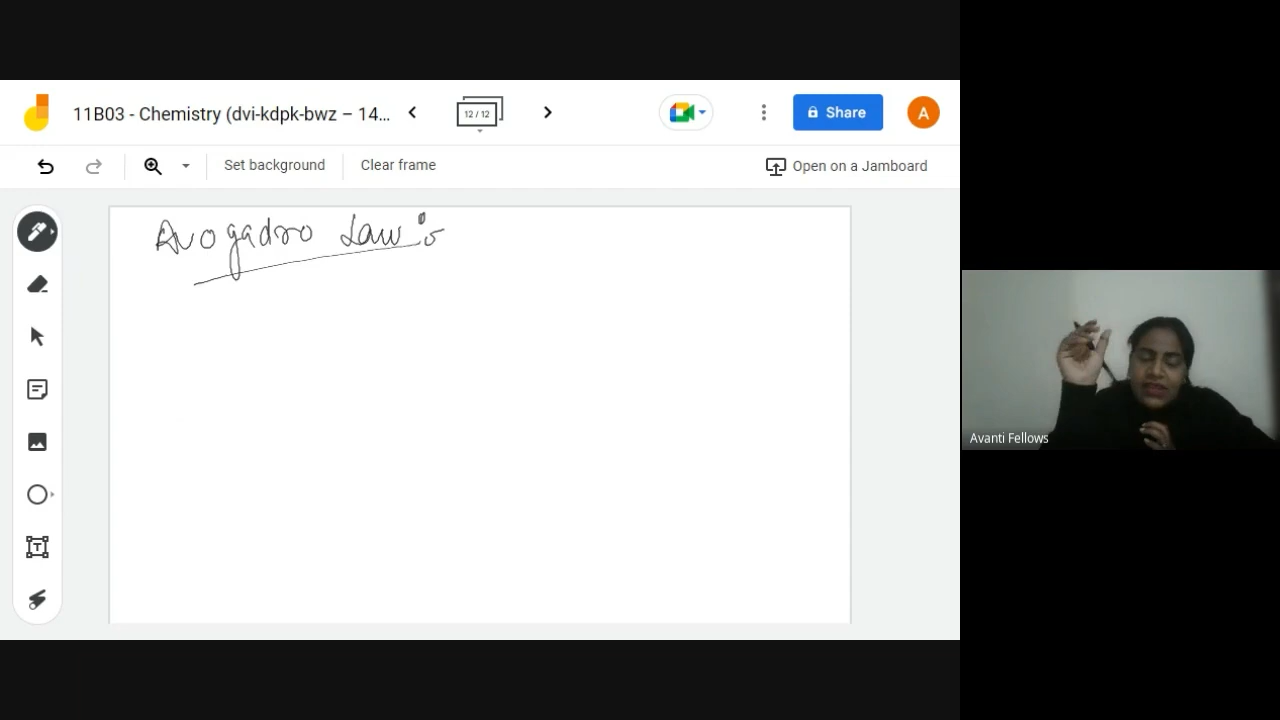 11B03 - Chemistry (dvi-kdpk-bwz – 14...
12 / 12
Share
A
Set background
Clear frame
Open on a Jamboard
Avogadro Law :
T
Avanti Fellows